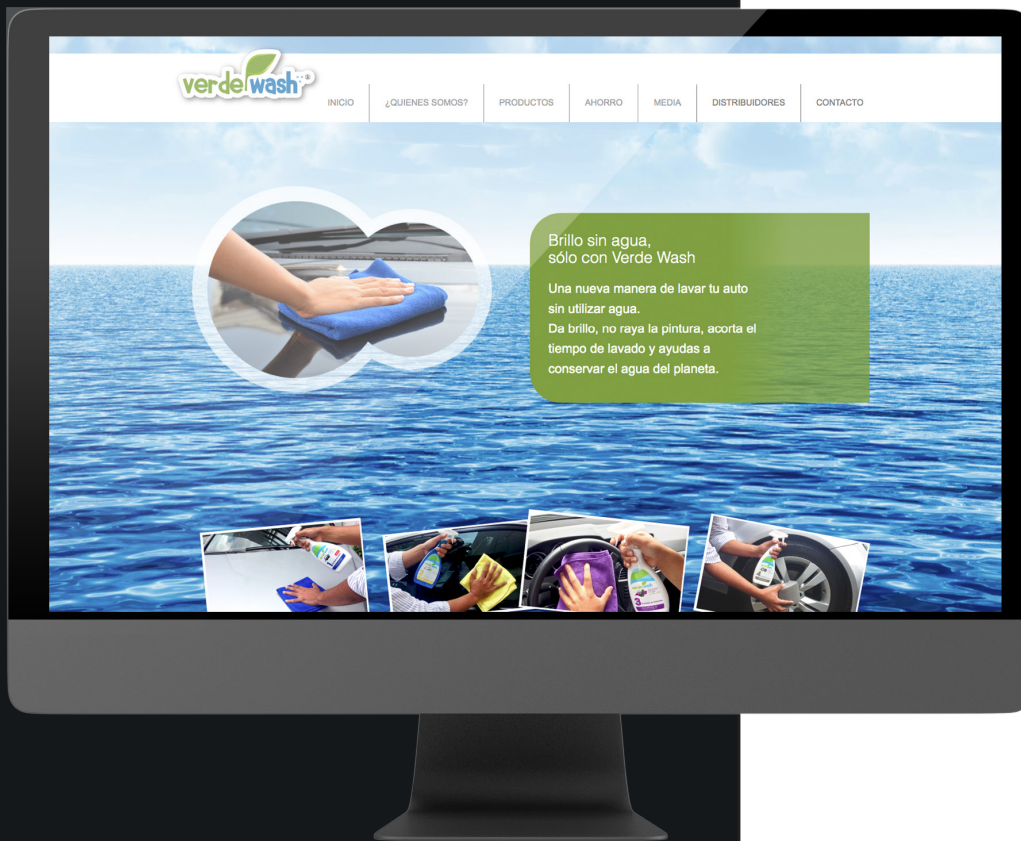 verde wash
INICIO
¿QUIENES SOMOS?
PRODUCTOS
AHORRO
MEDIA
DISTRIBUIDORES
CONTACTO
Brillo sin agua,
sólo con Verde Wash
Una nueva manera de lavar tu auto
sin utilizar agua.
Da brillo, no raya la pintura, acorta el
tiempo de lavado y ayudas a
conservar el agua del planeta.
3